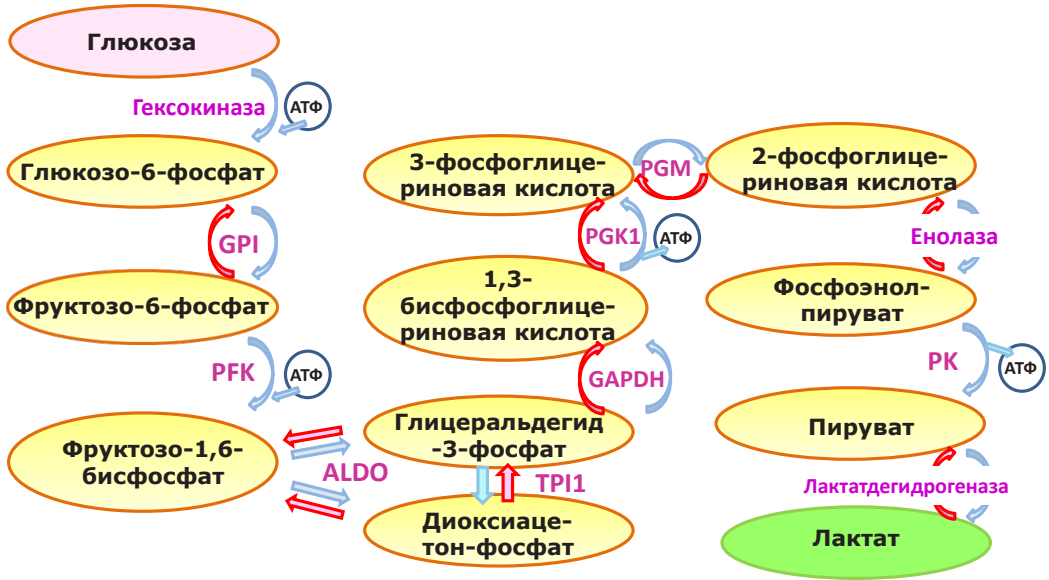 Глюкоза
Гексокиназа
АТФ
Глюкозо-6-фосфат
GPI
Фруктозо-6-фосфат
PFK
АТФ
Фруктозо-1,6-
бисфосфат
ALDO
Глицеральдегид
-3-фосфат
TPI1
Диоксиаце-
тон-фосфат
GAPDH
1,3-
бисфосфоглице-
риновая кислота
PGK1
АТФ
3-фосфоглице-
риновая кислота
PGM
2-фосфоглице-
риновая кислота
Енолаза
Фосфоэнол-
пируват
PK
АТФ
Пируват
Лактатдегидрогеназа
Лактат